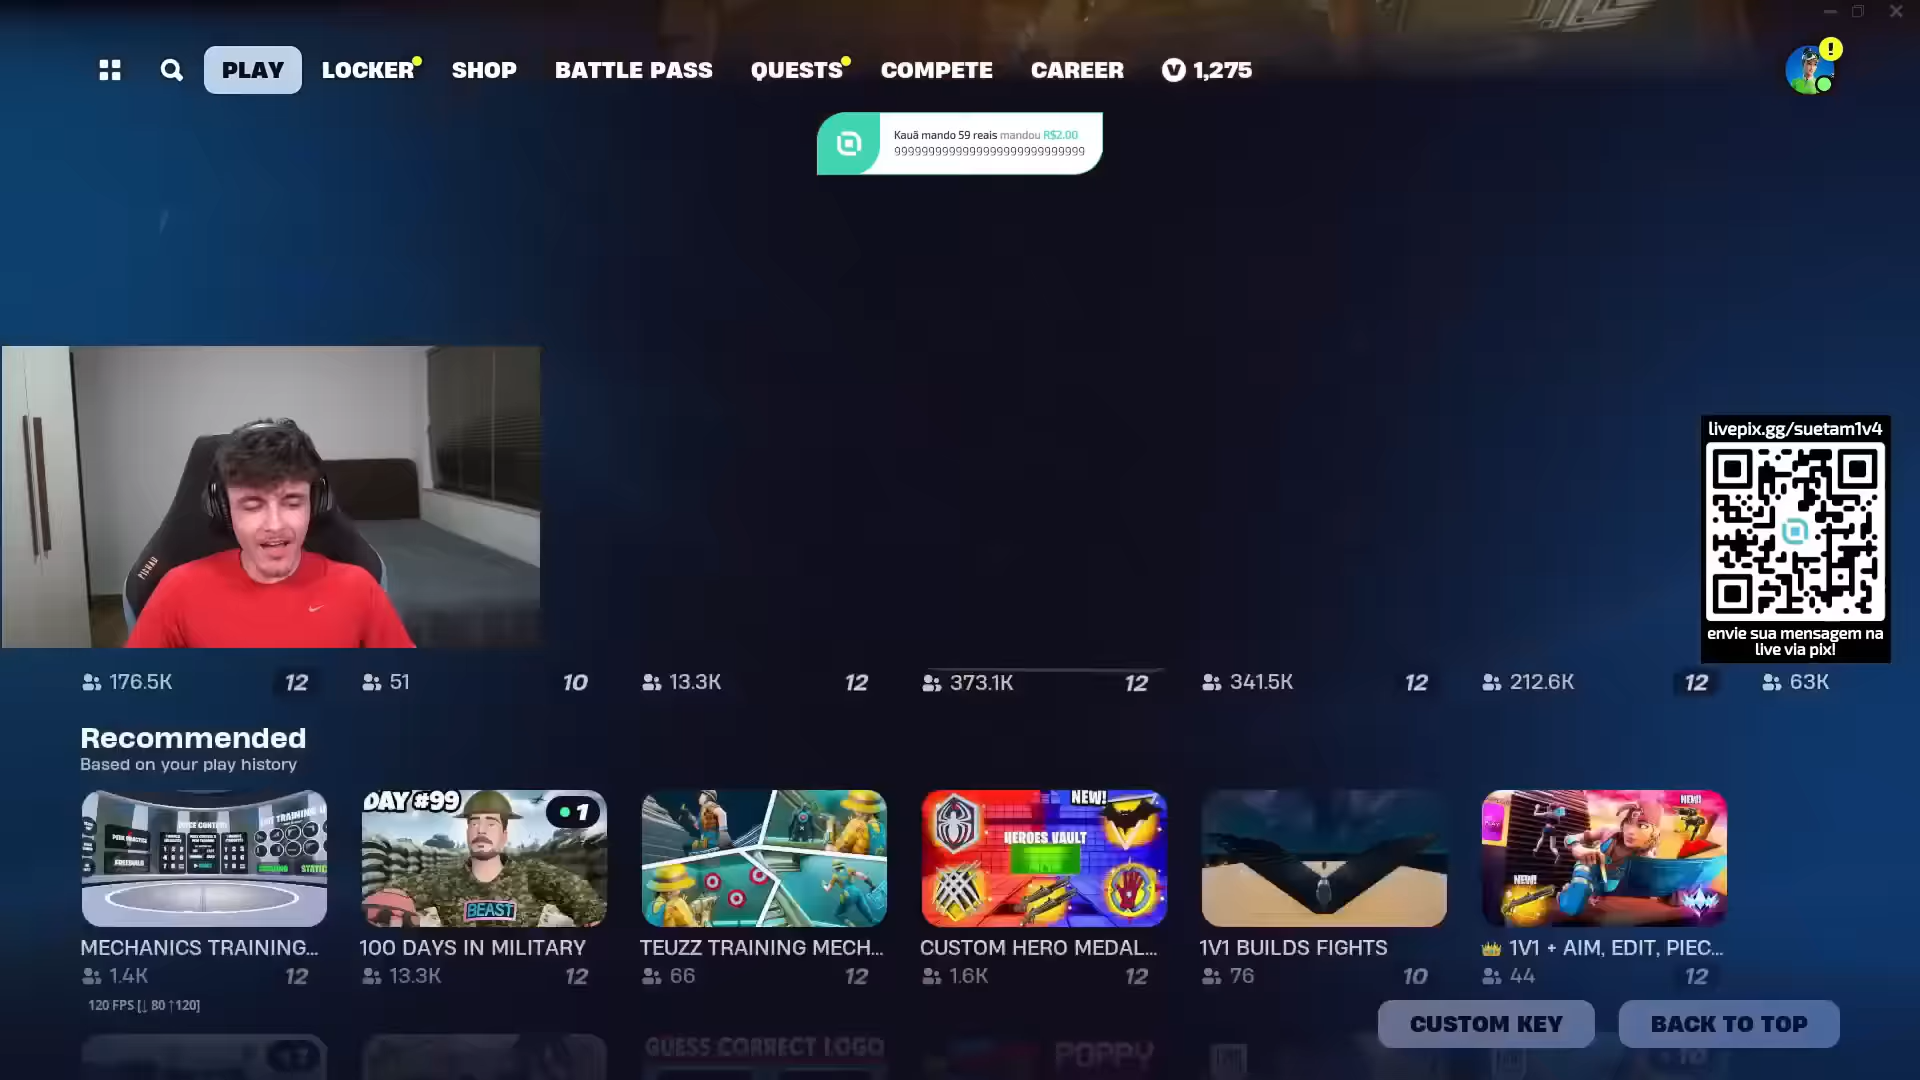 PLAY LOCKER SHOP BATTLE PASS QUESTS COMPETE CAREER 1,275
Kauã mando 59 reais mandou R$2.00
9999999999999999999999999999
livepix.gg/suetam1v4
envie sua mensagem na
live via pix!
PICHAU
176.5K 12 51 10 13.3K 12 373.1K 12 341.5K 12 212.6K 12 63K
Recommended
Based on your play history
DAY #99 1
BEAST
NEW!
HEROES VAULT
NEW!
NEW!
MECHANICS TRAINING... 100 DAYS IN MILITARY TEUZZ TRAINING MECH... CUSTOM HERO MEDAL... 1V1 BUILDS FIGHTS 1V1 + AIM, EDIT, PIEC...
1.4K 12 13.3K 12 66 12 1.6K 12 76 10 44 12
120 FPS [↓ 80 ↑120]
CUSTOM KEY BACK TO TOP
GUESS CORRECT LOGO POPPY